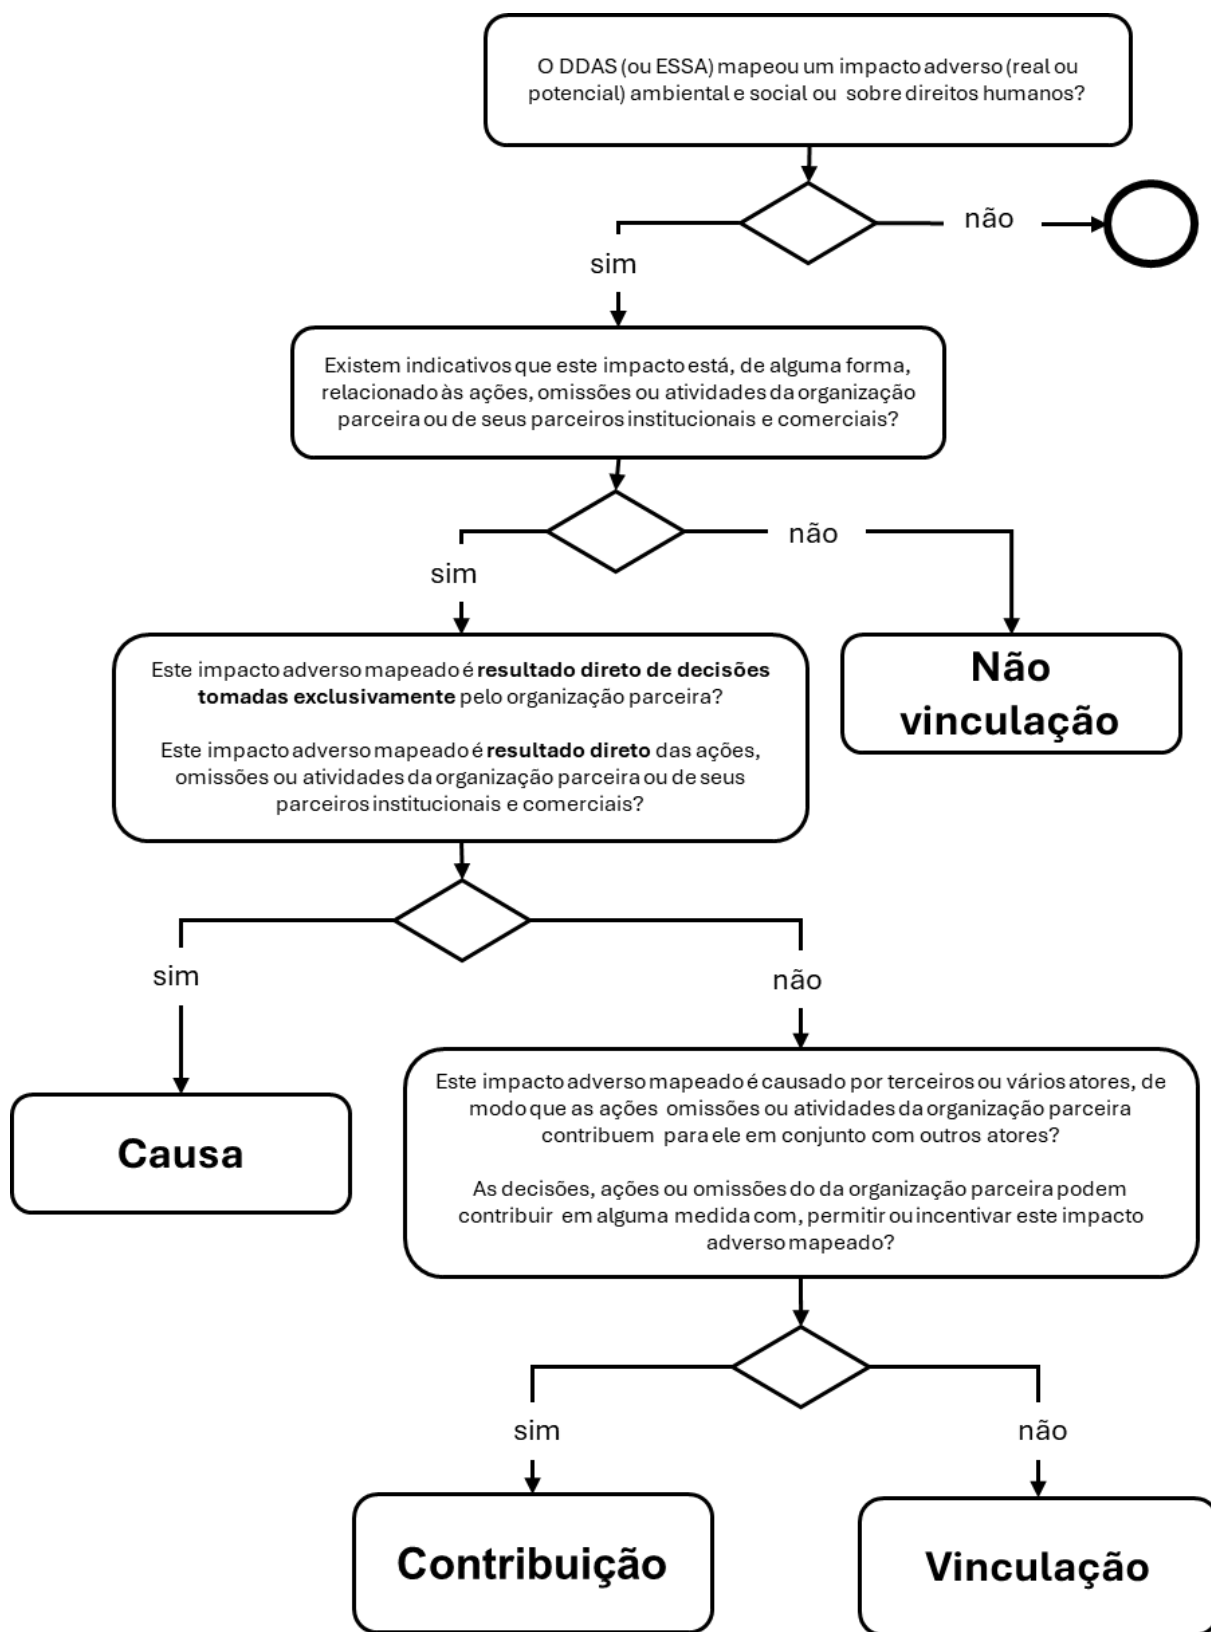 O DDAS (ou ESSA) mapeou um impacto adverso (real ou
potencial) ambiental e social ou sobre direitos humanos?
não
sim
Existem indicativos que este impacto está, de alguma forma,
relacionado às ações, omissões ou atividades da organização
parceira ou de seus parceiros institucionais e comerciais?
não
sim
Este impacto adverso mapeado é resultado direto de decisões
tomadas exclusivamente pelo organização parceira?
Este impacto adverso mapeado é resultado direto das ações,
omissões ou atividades da organização parceira ou de seus
parceiros institucionais e comerciais?
Não
vinculação
sim
não
Este impacto adverso mapeado é causado por terceiros ou vários atores, de
modo que as ações omissões ou atividades da organização parceira
contribuem para ele em conjunto com outros atores?
As decisões, ações ou omissões do da organização parceira podem
contribuir em alguma medida com, permitir ou incentivar este impacto
adverso mapeado?
Causa
sim
não
Contribuição
Vinculação